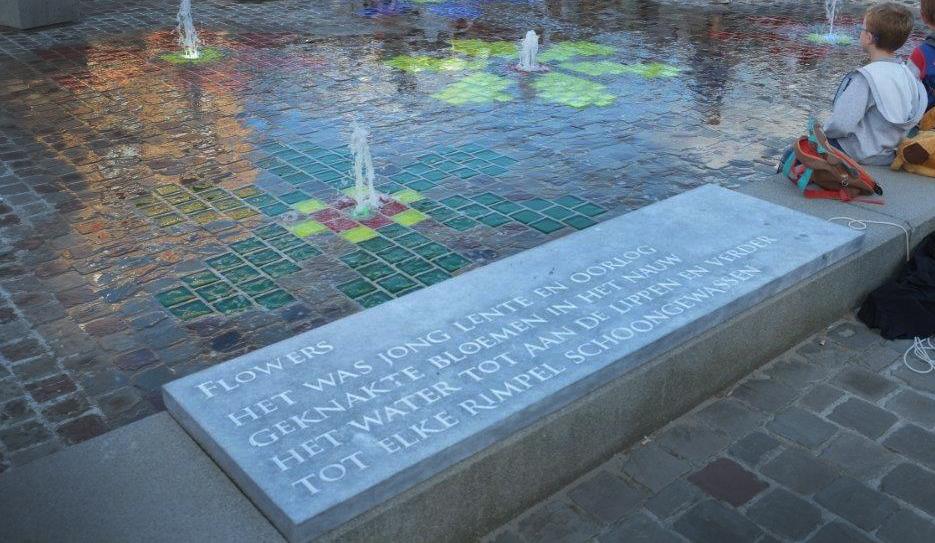 FLOWERS
HET WAS JONG LENTE EN OORLOG
GEKNAKTE BLOEMEN IN HET NAUW
HET WATER TOT AAN DE LIPPEN EN VERDER
TOT ELKE RIMPEL SCHOONGEWASSEN